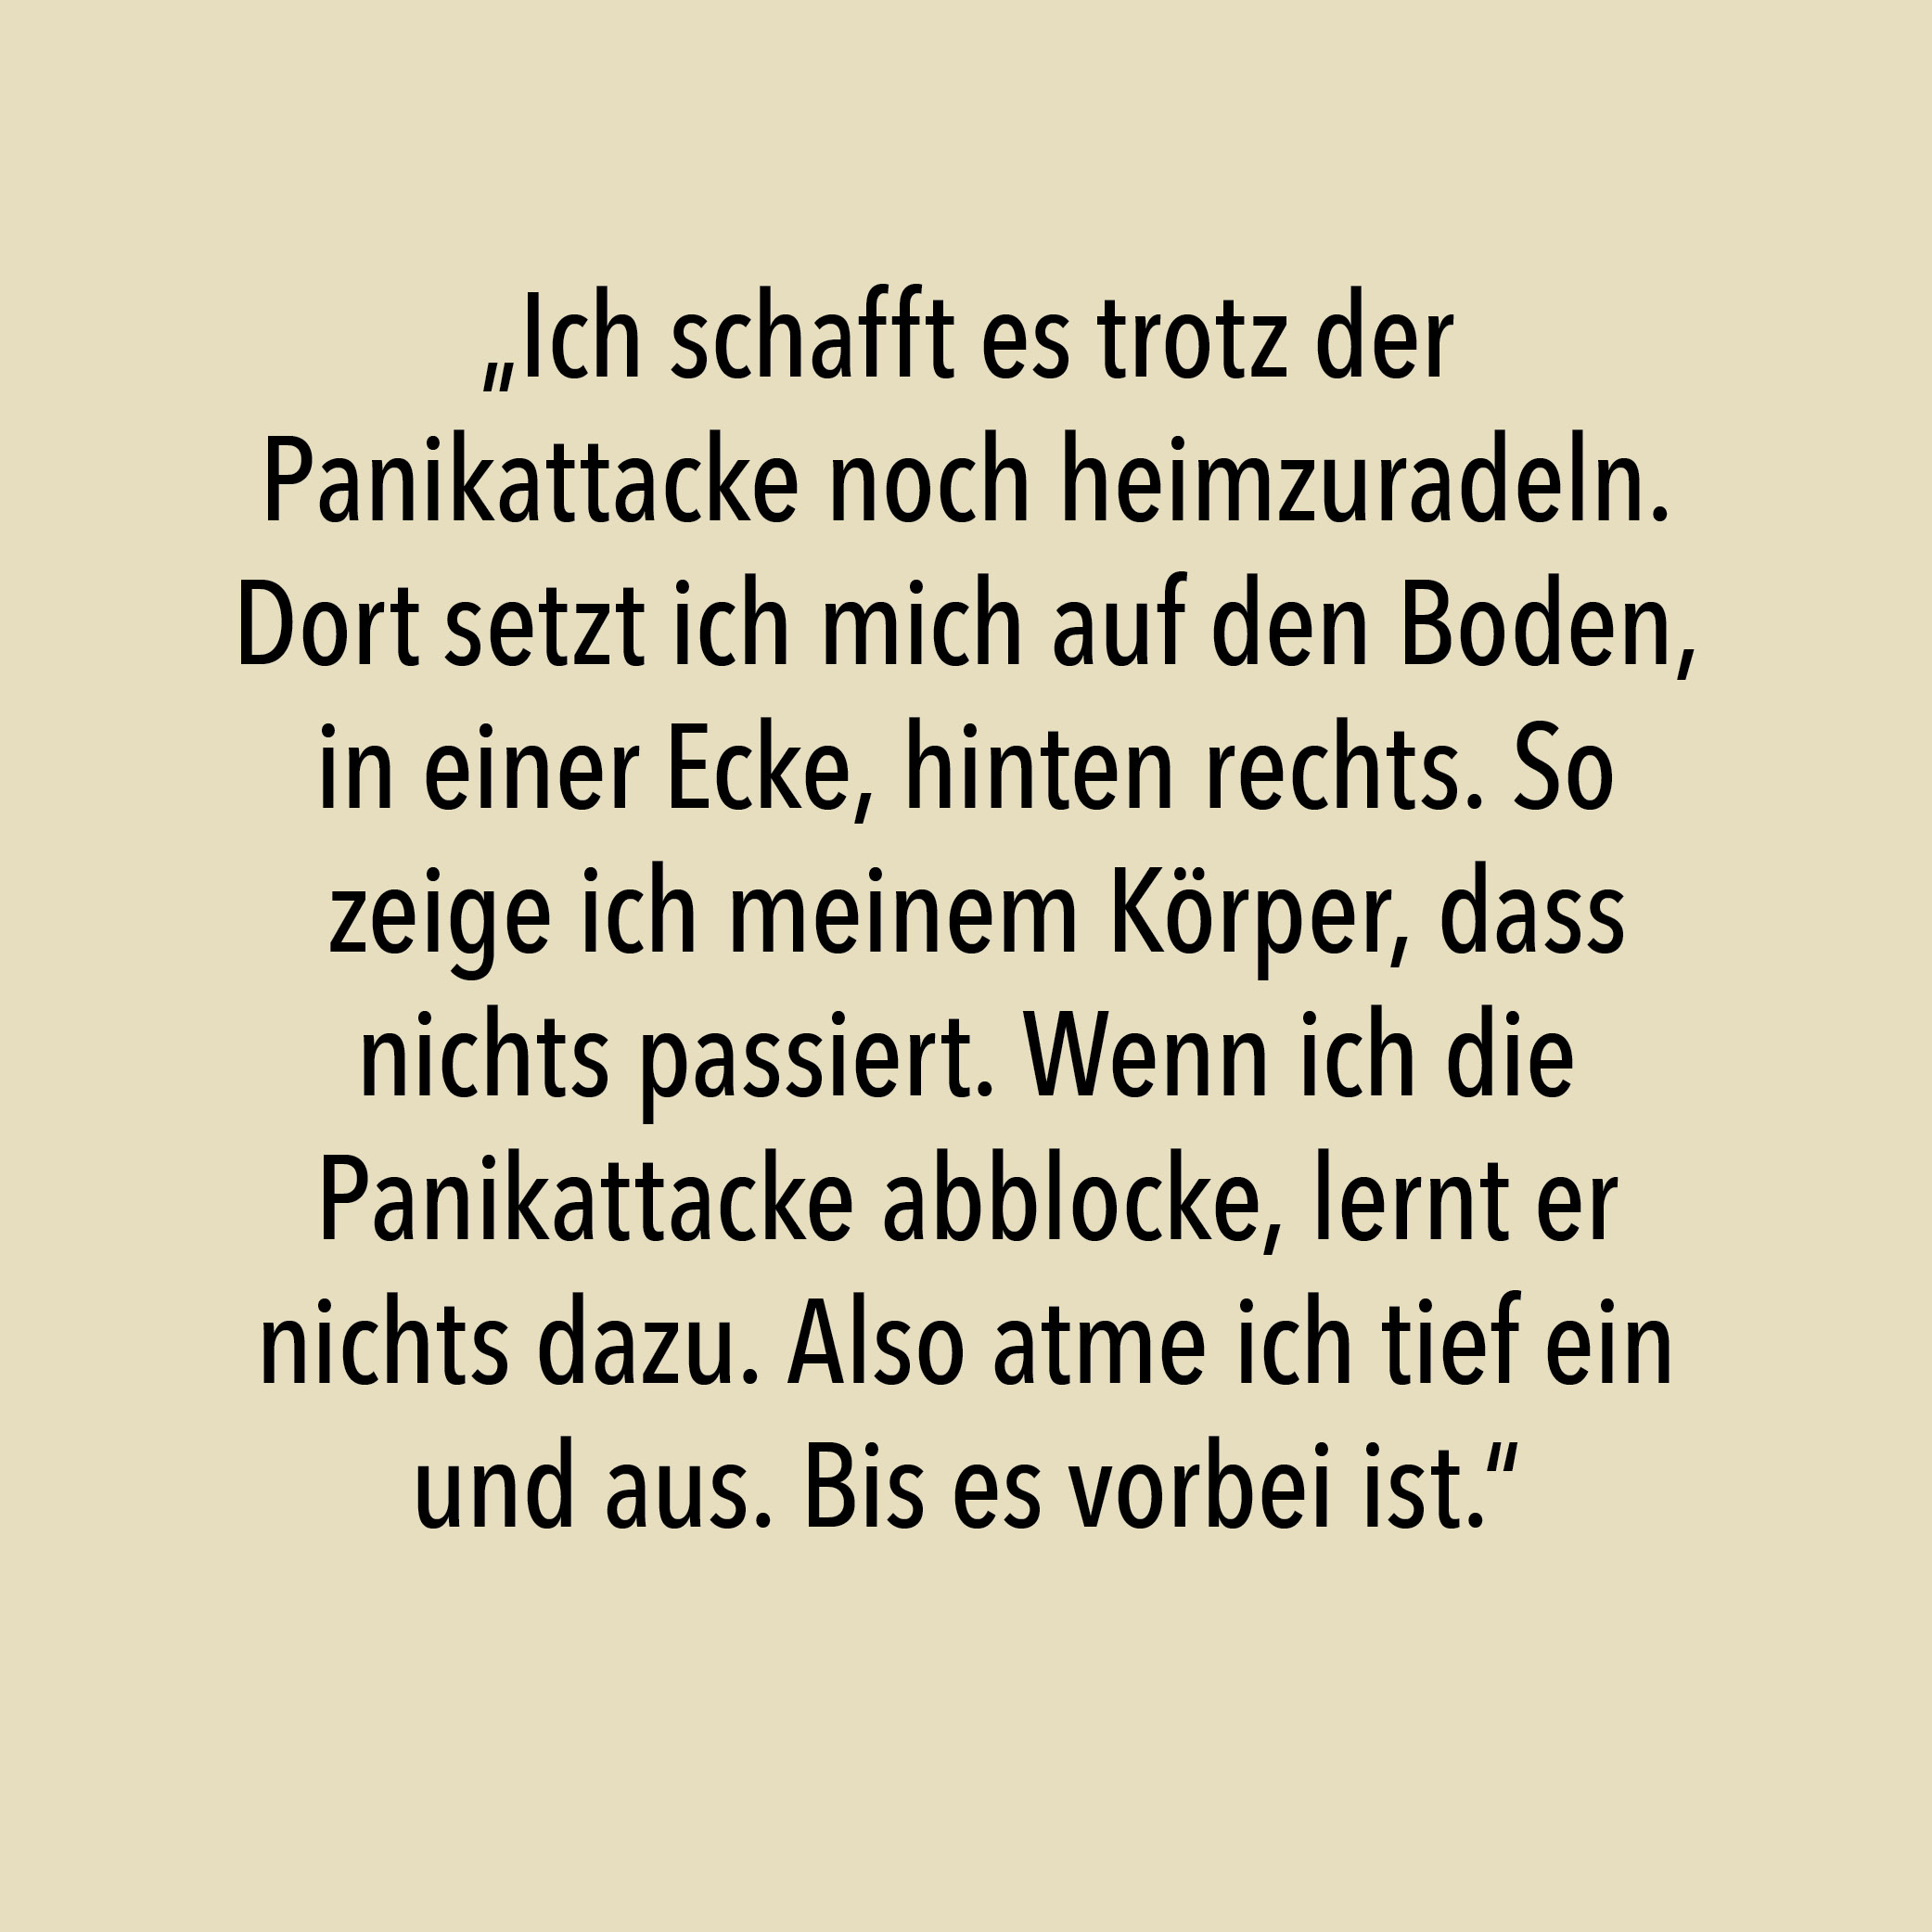 „Ich schafft es trotz der
Panikattacke noch heimzuradeln.
Dort setzt ich mich auf den Boden,
in einer Ecke, hinten rechts. So
zeige ich meinem Körper, dass
nichts passiert. Wenn ich die
Panikattacke abblocke, lernt er
nichts dazu. Also atme ich tief ein
und aus. Bis es vorbei ist.“